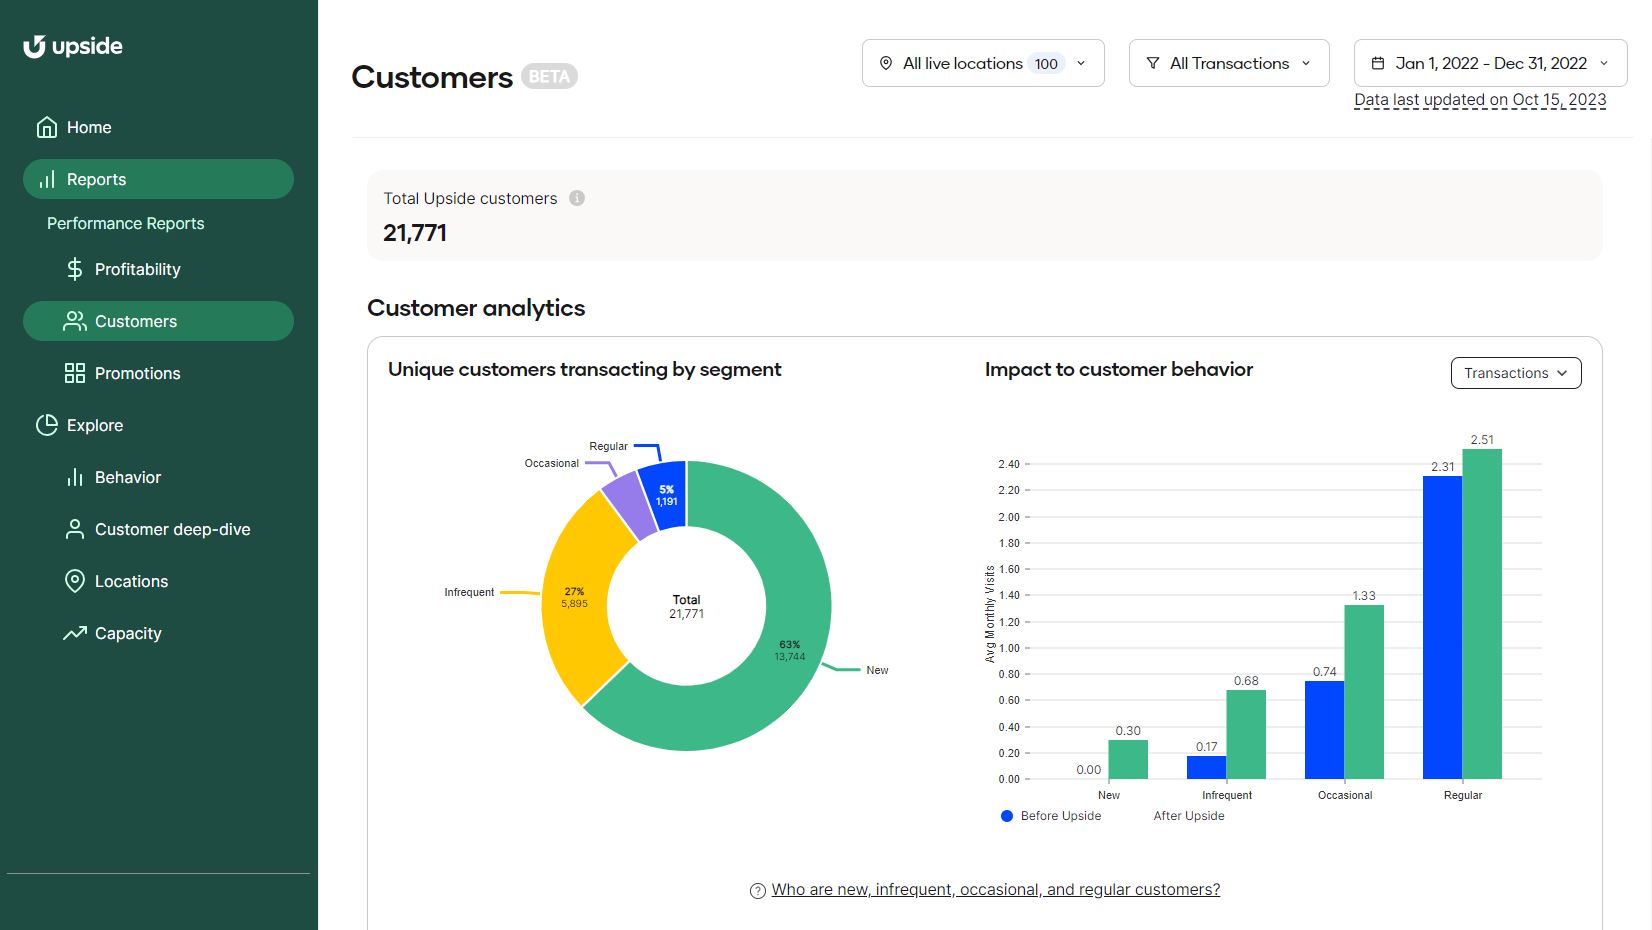 upside
Home
Reports
Performance Reports
Profitability
Customers
Promotions
Explore
Behavior
Customer deep-dive
Locations
Capacity
Customers BETA
All live locations 100
All Transactions
Jan 1, 2022 - Dec 31, 2022
Data last updated on Oct 15, 2023
Total Upside customers
21,771
Customer analytics
Unique customers transacting by segment
Regular
Occasional
5%
1,191
Infrequent
27%
5,895
Total
21,771
63%
13,744
New
Impact to customer behavior
Transactions
Avg Monthly Visits
2.40
2.20
2.00
1.80
1.60
1.40
1.20
1.00
0.80
0.60
0.40
0.20
0.00
0.00
0.30
0.17
0.68
0.74
1.33
2.31
2.51
New
Infrequent
Occasional
Regular
Before Upside
After Upside
Who are new, infrequent, occasional, and regular customers?